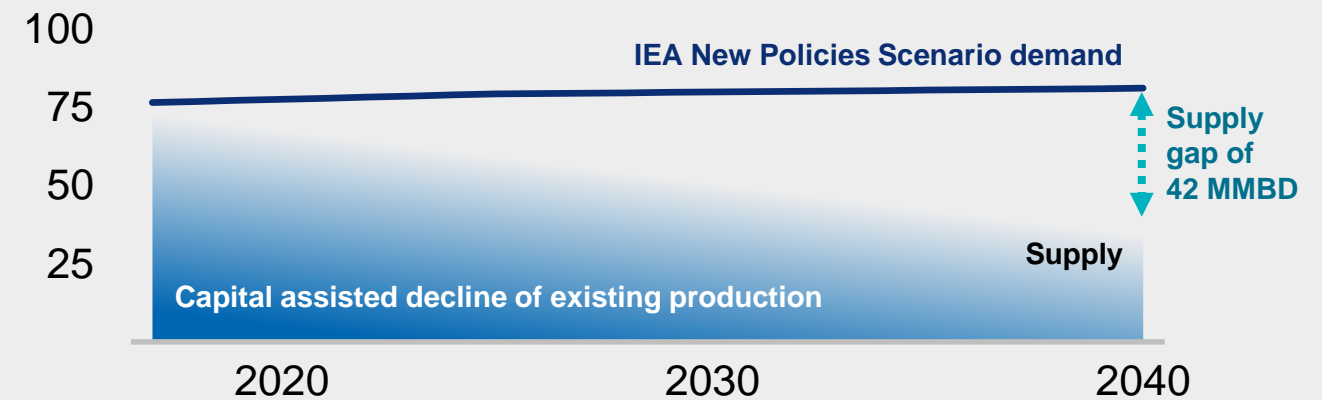 100
IEA New Policies Scenario demand
75
Supply
gap of
42 MMBD
50
25
Supply
Capital assisted decline of existing production
2020
2030
2040